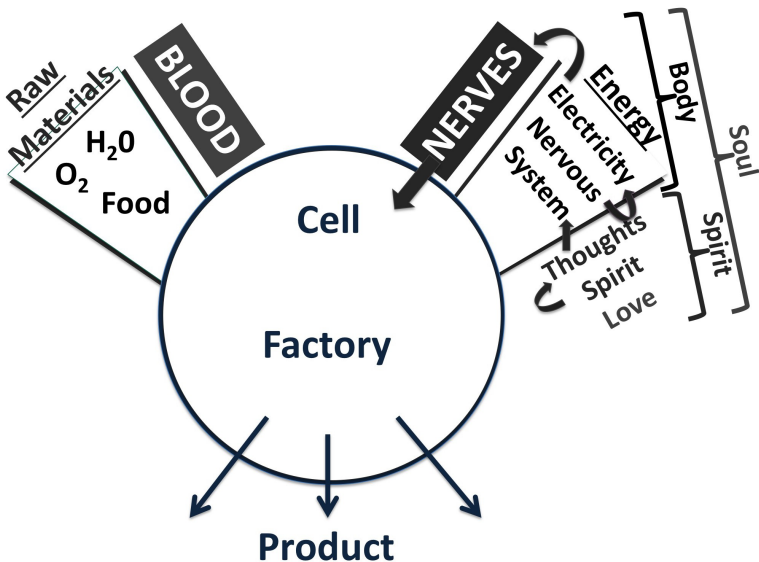 Raw
Materials
H₂0
O₂
Food
BLOOD
NERVES
Energy
Electricity
Nervous
System
Thoughts
Spirit
Love
Body
Spirit
Soul
Cell
Factory
Product